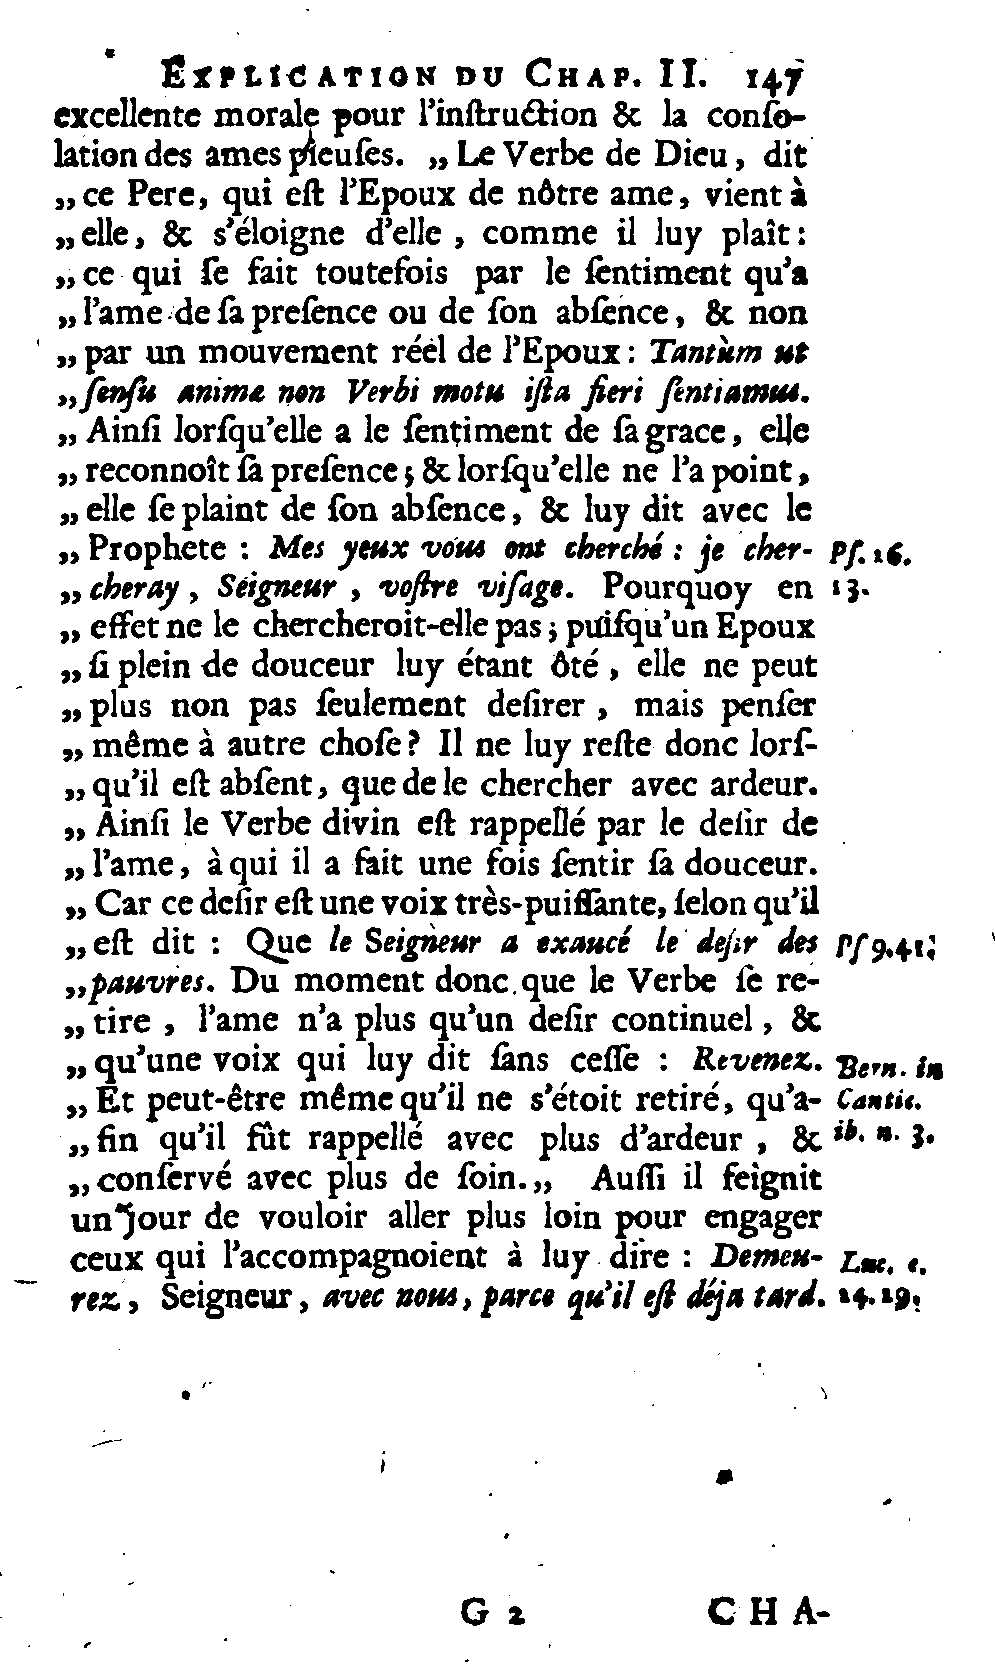 EXPLICATION DU CHAP. II. 147
excellente morale pour l'inſtruction & la conſo-
lation des ames pieuſes. „ Le Verbe de Dieu, dit
„ ce Pere, qui eſt l'Epoux de nôtre ame, vient à
„ elle, & s'éloigne d'elle, comme il luy plaît:
„ ce qui ſe fait toutefois par le ſentiment qu'a
„ l'ame de ſa preſence ou de ſon abſence, & non
„ par un mouvement réel de l'Epoux: Tantùm ut
„ ſenſu animæ non Verbi motu iſta fieri ſentiamus.
„ Ainſi lorſqu'elle a le ſentiment de ſa grace, elle
„ reconnoît ſa preſence; & lorſqu'elle ne l'a point,
„ elle ſe plaint de ſon abſence, & luy dit avec le
„ Prophete : Mes yeux vous ont cherché : je cher- Pſ. 26.
„ cheray, Seigneur, voſtre viſage. Pourquoy en 13.
„ effet ne le chercheroit-elle pas; puiſqu'un Epoux
„ ſi plein de douceur luy étant ôté, elle ne peut
„ plus non pas ſeulement deſirer, mais penſer
„ même à autre choſe? Il ne luy reſte donc lorſ-
„ qu'il eſt abſent, que de le chercher avec ardeur.
„ Ainſi le Verbe divin eſt rappellé par le deſir de
„ l'ame, à qui il a fait une fois ſentir ſa douceur.
„ Car ce deſir eſt une voix très-puiſſante, ſelon qu'il
„ eſt dit : Que le Seigneur a exaucé le deſir des Pſ 9.41.
„ pauvres. Du moment donc que le Verbe ſe re-
„ tire, l'ame n'a plus qu'un deſir continuel, &
„ qu'une voix qui luy dit ſans ceſſe : Revenez. Bern. in
„ Et peut-être même qu'il ne s'étoit retiré, qu'a- Cantic.
„ fin qu'il fût rappellé avec plus d'ardeur, & ib. n. 3.
„ conſervé avec plus de ſoin. „ Auſſi il feignit
un jour de vouloir aller plus loin pour engager
ceux qui l'accompagnoient à luy dire : Demeu- Luc. c.
rez, Seigneur, avec nous, parce qu'il eſt déja tard. 24. 29.
G 2 CHA-